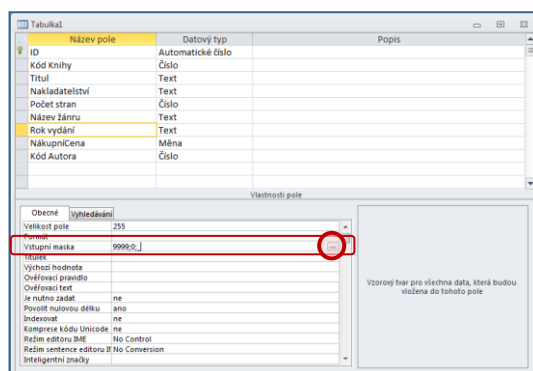 Tabulka1
Název pole Datový typ Popis
ID Automatické číslo
Kód Knihy Číslo
Titul Text
Nakladatelství Text
Počet stran Číslo
Název žánru Text
Rok vydání Text
NákupníCena Měna
Kód Autora Číslo
Vlastnosti pole
Obecné Vyhledávání
Velikost pole 255
Formát
Vstupní maska 9999;0;_
Titulek
Výchozí hodnota
Ověřovací pravidlo
Ověřovací text
Je nutno zadat ne
Povolit nulovou délku ano
Indexovat ne
Komprese kódu Unicode ne
Režim editoru IME No Control
Režim sentence editoru II No Conversion
Inteligentní značky
Vzorový tvar pro všechna data, která budou
vložena do tohoto pole